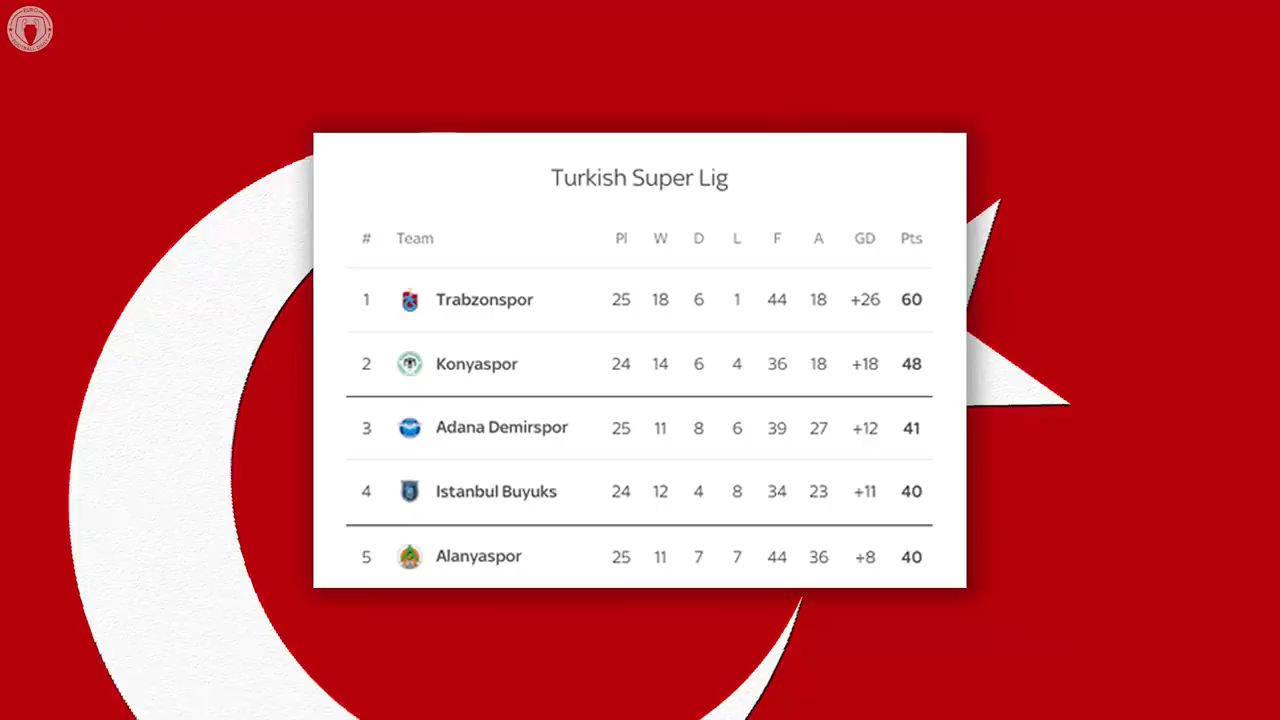 EURO
FOOTBALL DAILY
Turkish Super Lig
# Team Pl W D L F A GD Pts
1 Trabzonspor 25 18 6 1 44 18 +26 60
2 Konyaspor 24 14 6 4 36 18 +18 48
3 Adana Demirspor 25 11 8 6 39 27 +12 41
4 Istanbul Buyuks 24 12 4 8 34 23 +11 40
5 Alanyaspor 25 11 7 7 44 36 +8 40